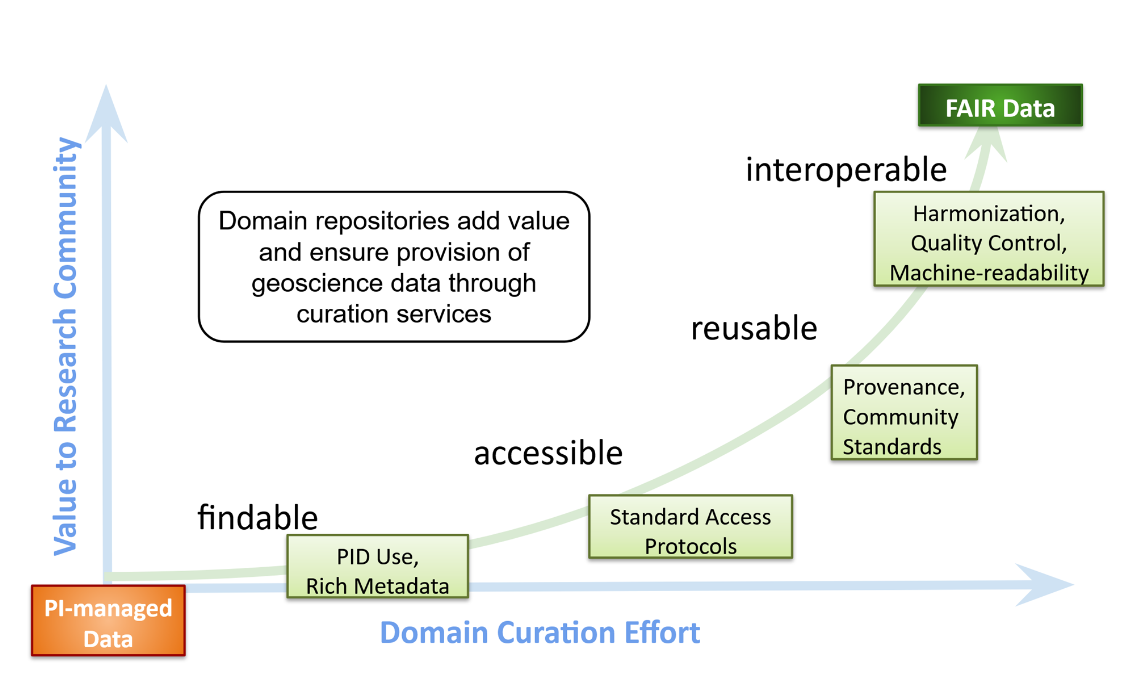 FAIR Data
interoperable
Harmonization,
Quality Control,
Machine-readability
Domain repositories add value
and ensure provision of
geoscience data through
curation services
Value to Research Community
reusable
Provenance,
Community
Standards
accessible
Standard Access
Protocols
findable
PID Use,
Rich Metadata
PI-managed
Data
Domain Curation Effort